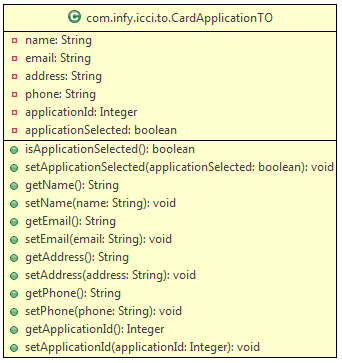 C com.infy.icci.to.CardApplicationTO
name: String
email: String
address: String
phone: String
applicationId: Integer
applicationSelected: boolean
isApplicationSelected(): boolean
setApplicationSelected(applicationSelected: boolean): void
getName(): String
setName(name: String): void
getEmail(): String
setEmail(email: String): void
getAddress(): String
setAddress(address: String): void
getPhone(): String
setPhone(phone: String): void
getApplicationId(): Integer
setApplicationId(applicationId: Integer): void